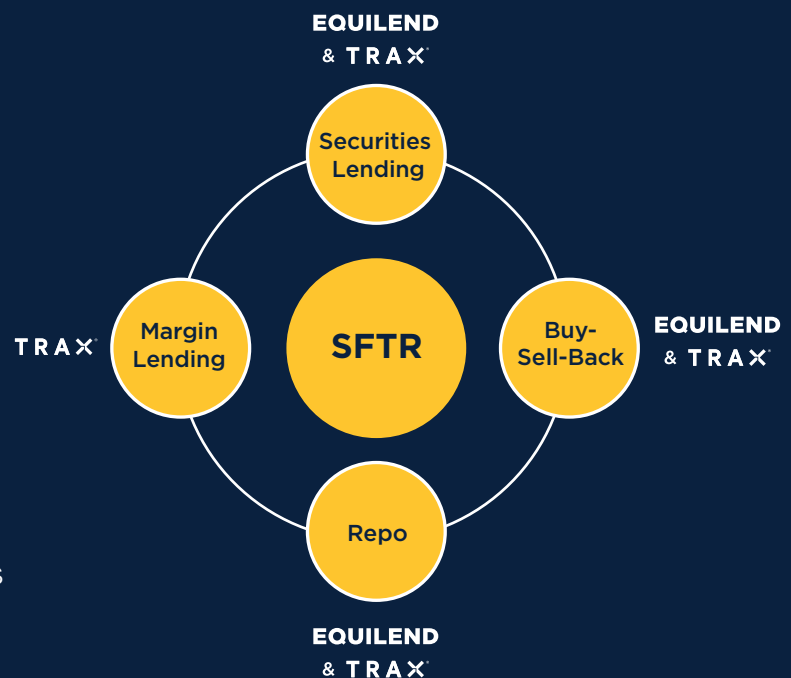 EQUILEND
& TRAX
Securities
Lending
TRAX
Margin
Lending
SFTR
Buy-
Sell-Back
EQUILEND
& TRAX
Repo
S
EQUILEND
& TRAX